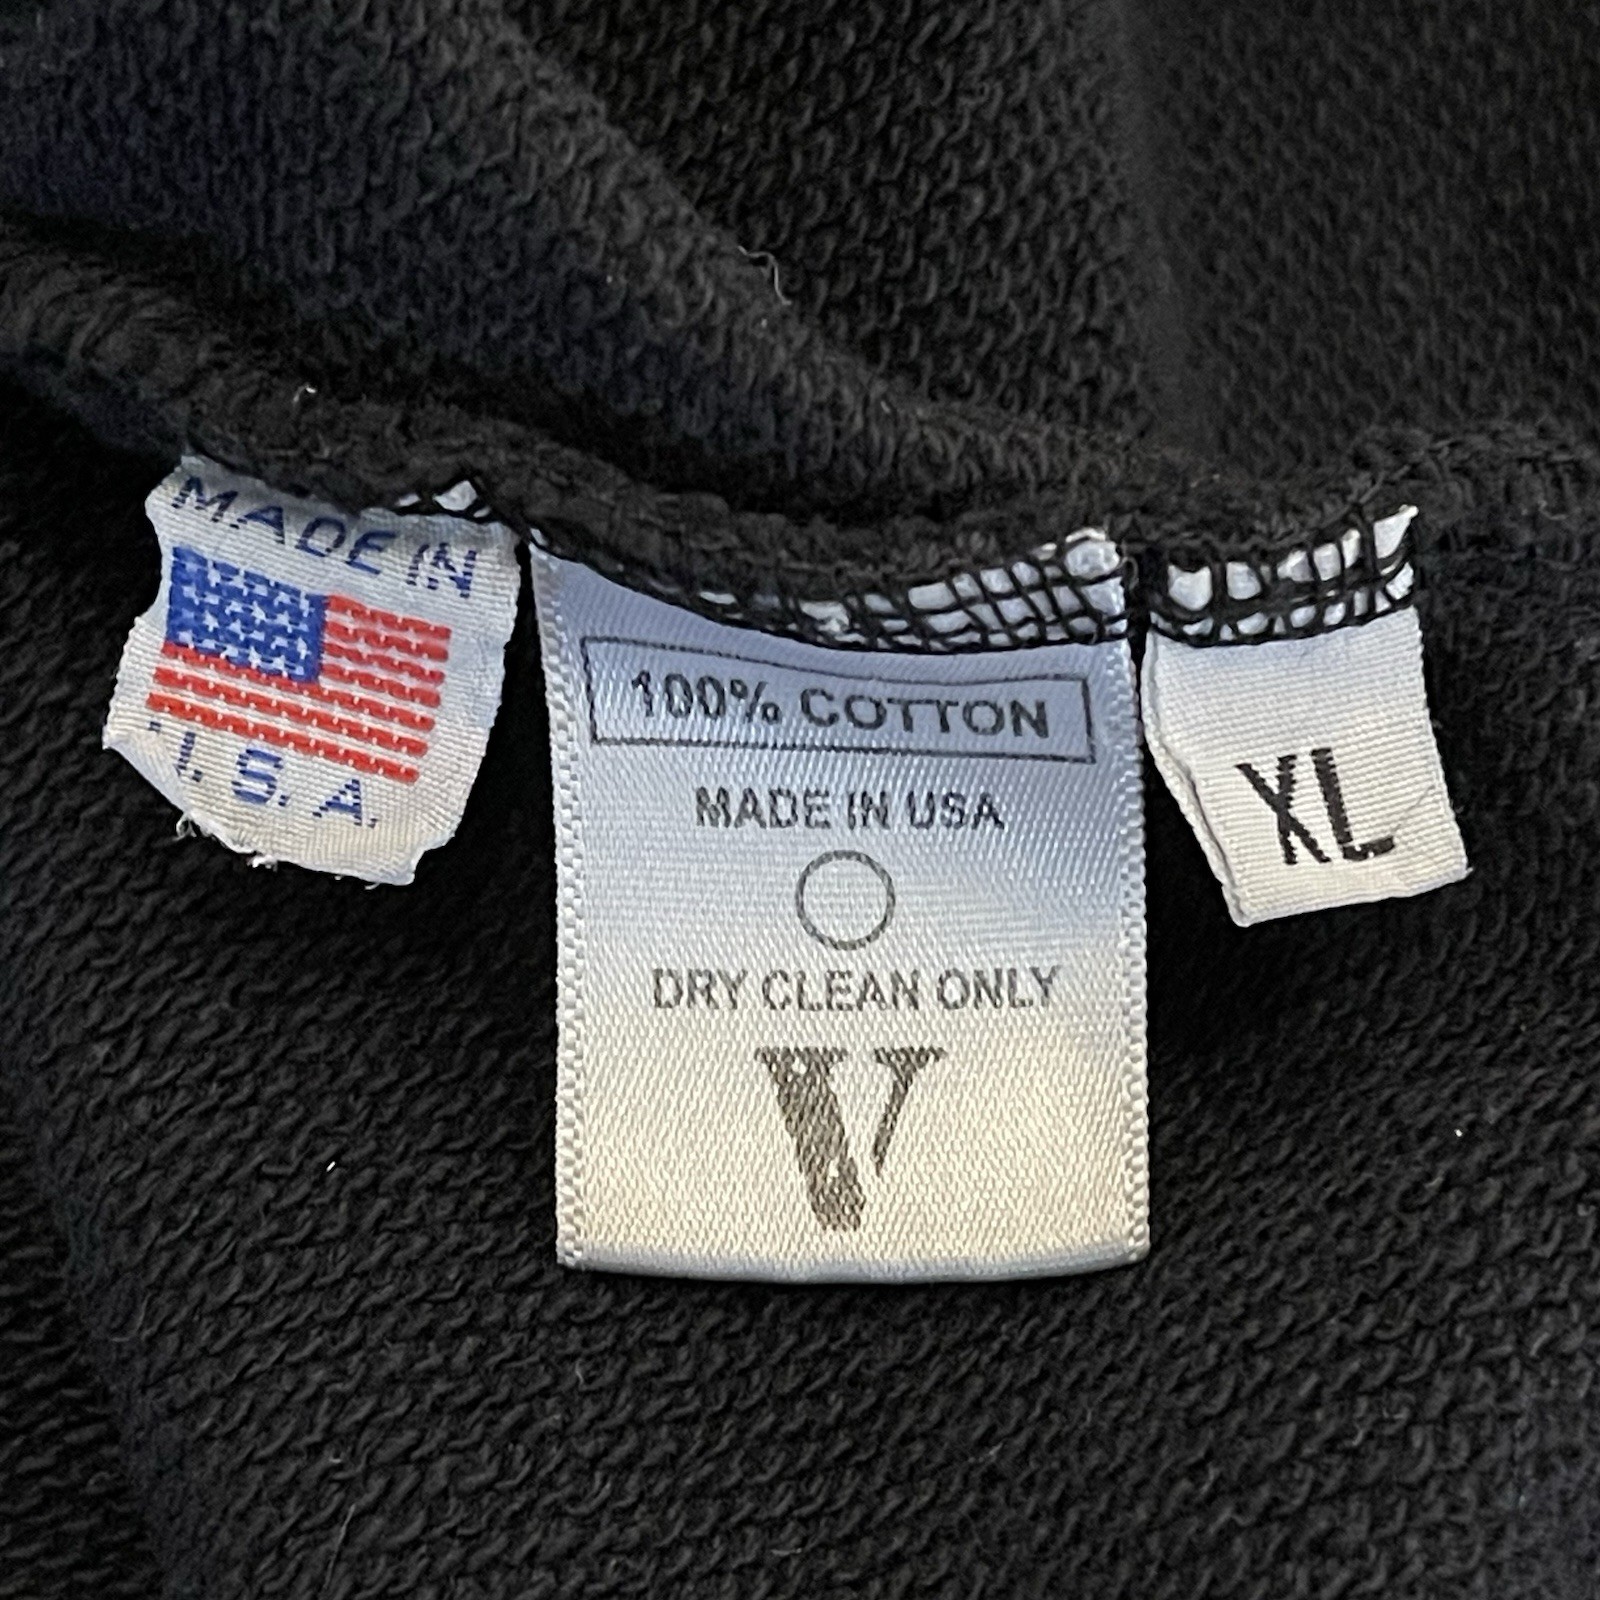 MADE IN
U.S.A
100% COTTON
MADE IN USA
DRY CLEAN ONLY
V
XL